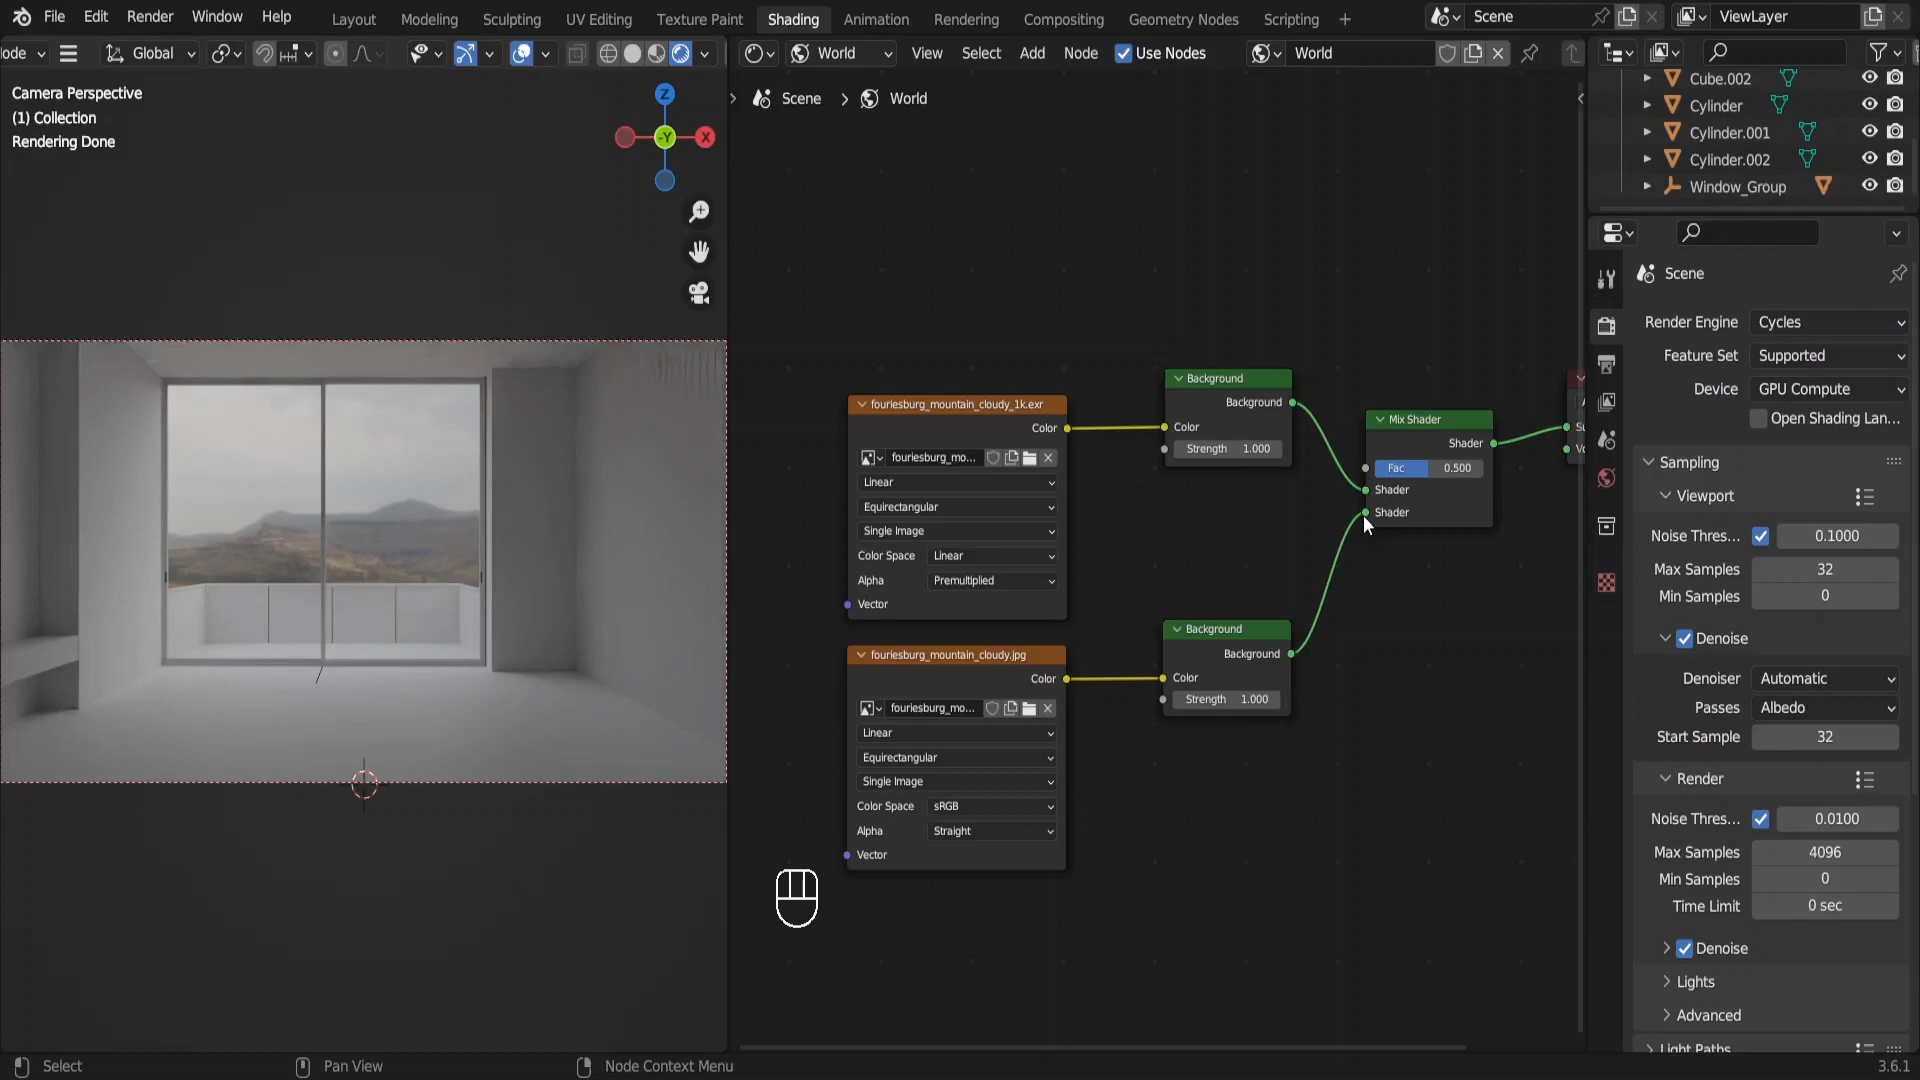 File Edit Render Window Help
Layout Modeling Sculpting UV Editing Texture Paint Shading Animation Rendering Compositing Geometry Nodes Scripting
Scene
ViewLayer
ode
Global
World
View Select Add Node
Use Nodes
World
Camera Perspective
(1) Collection
Rendering Done
Z
-Y
X
Scene
World
fouriesburg_mountain_cloudy_1k.exr
Color
fouriesburg_mo...
Linear
Equirectangular
Single Image
Color Space Linear
Alpha Premultiplied
Vector
fouriesburg_mountain_cloudy.jpg
Color
fouriesburg_mo...
Linear
Equirectangular
Single Image
Color Space sRGB
Alpha Straight
Vector
Background
Background
Color
Strength 1.000
Background
Background
Color
Strength 1.000
Mix Shader
Shader
Fac 0.500
Shader
Shader
Cube.002
Cylinder
Cylinder.001
Cylinder.002
Window_Group
Scene
Render Engine Cycles
Feature Set Supported
Device GPU Compute
Open Shading Lan...
Sampling
Viewport
Noise Thres... 0.1000
Max Samples 32
Min Samples 0
Denoise
Denoiser Automatic
Passes Albedo
Start Sample 32
Render
Noise Thres... 0.0100
Max Samples 4096
Min Samples 0
Time Limit 0 sec
Denoise
Lights
Advanced
Light Paths
Select
Pan View
Node Context Menu
3.6.1